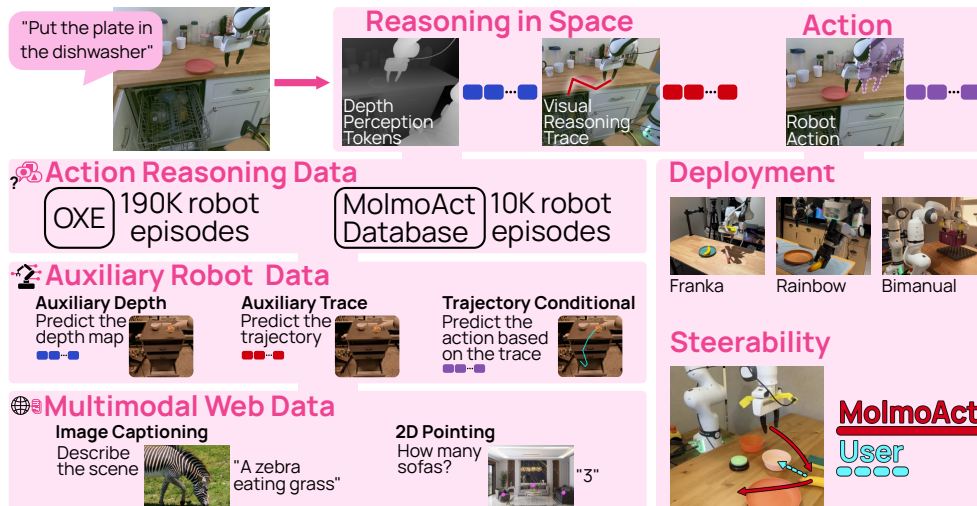 "Put the plate in
the dishwasher"
Reasoning in Space
Depth
Perception
Tokens
Visual
Reasoning
Trace
Action
Robot
Action
? Action Reasoning Data
OXE
190K robot
episodes
MolmoAct
Database
10K robot
episodes
Auxiliary Robot Data
Auxiliary Depth
Predict the
depth map
Auxiliary Trace
Predict the
trajectory
Trajectory Conditional
Predict the
action based
on the trace
Multimodal Web Data
Image Captioning
Describe
the scene
"A zebra
eating grass"
2D Pointing
How many
sofas?
"3"
Deployment
Franka
Rainbow
Bimanual
Steerability
MolmoAct
User